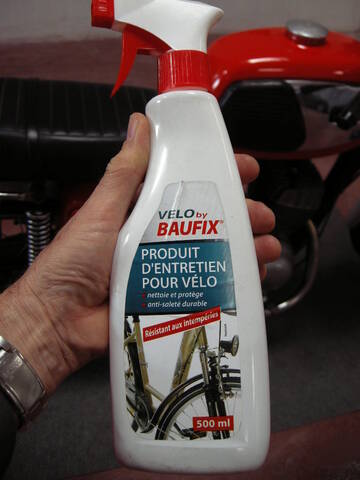 VELO by
BAUFIX®
PRODUIT
D'ENTRETIEN
POUR VÉLO
nettoie et protège
anti-saleté durable
Résistant aux intempéries
500 ml